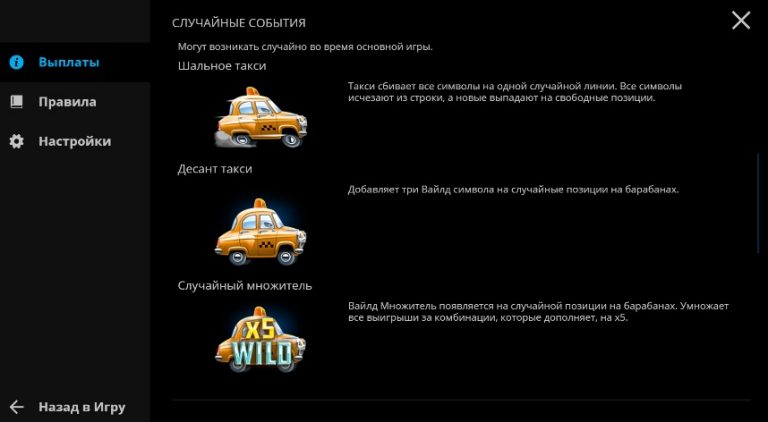 СЛУЧАЙНЫЕ СОБЫТИЯ
Могут возникать случайно во время основной игры.
Выплаты
Правила
Настройки
Шальное такси
Такси сбивает все символы на одной случайной линии. Все символы
исчезают из строки, а новые выпадают на свободные позиции.
Десант такси
Добавляет три Вайлд символа на случайные позиции на барабанах.
Случайный множитель
x5
WILD
Вайлд Множитель появляется на случайной позиции на барабанах. Умножает
все выигрыши за комбинации, которые дополняет, на x5.
Назад в Игру